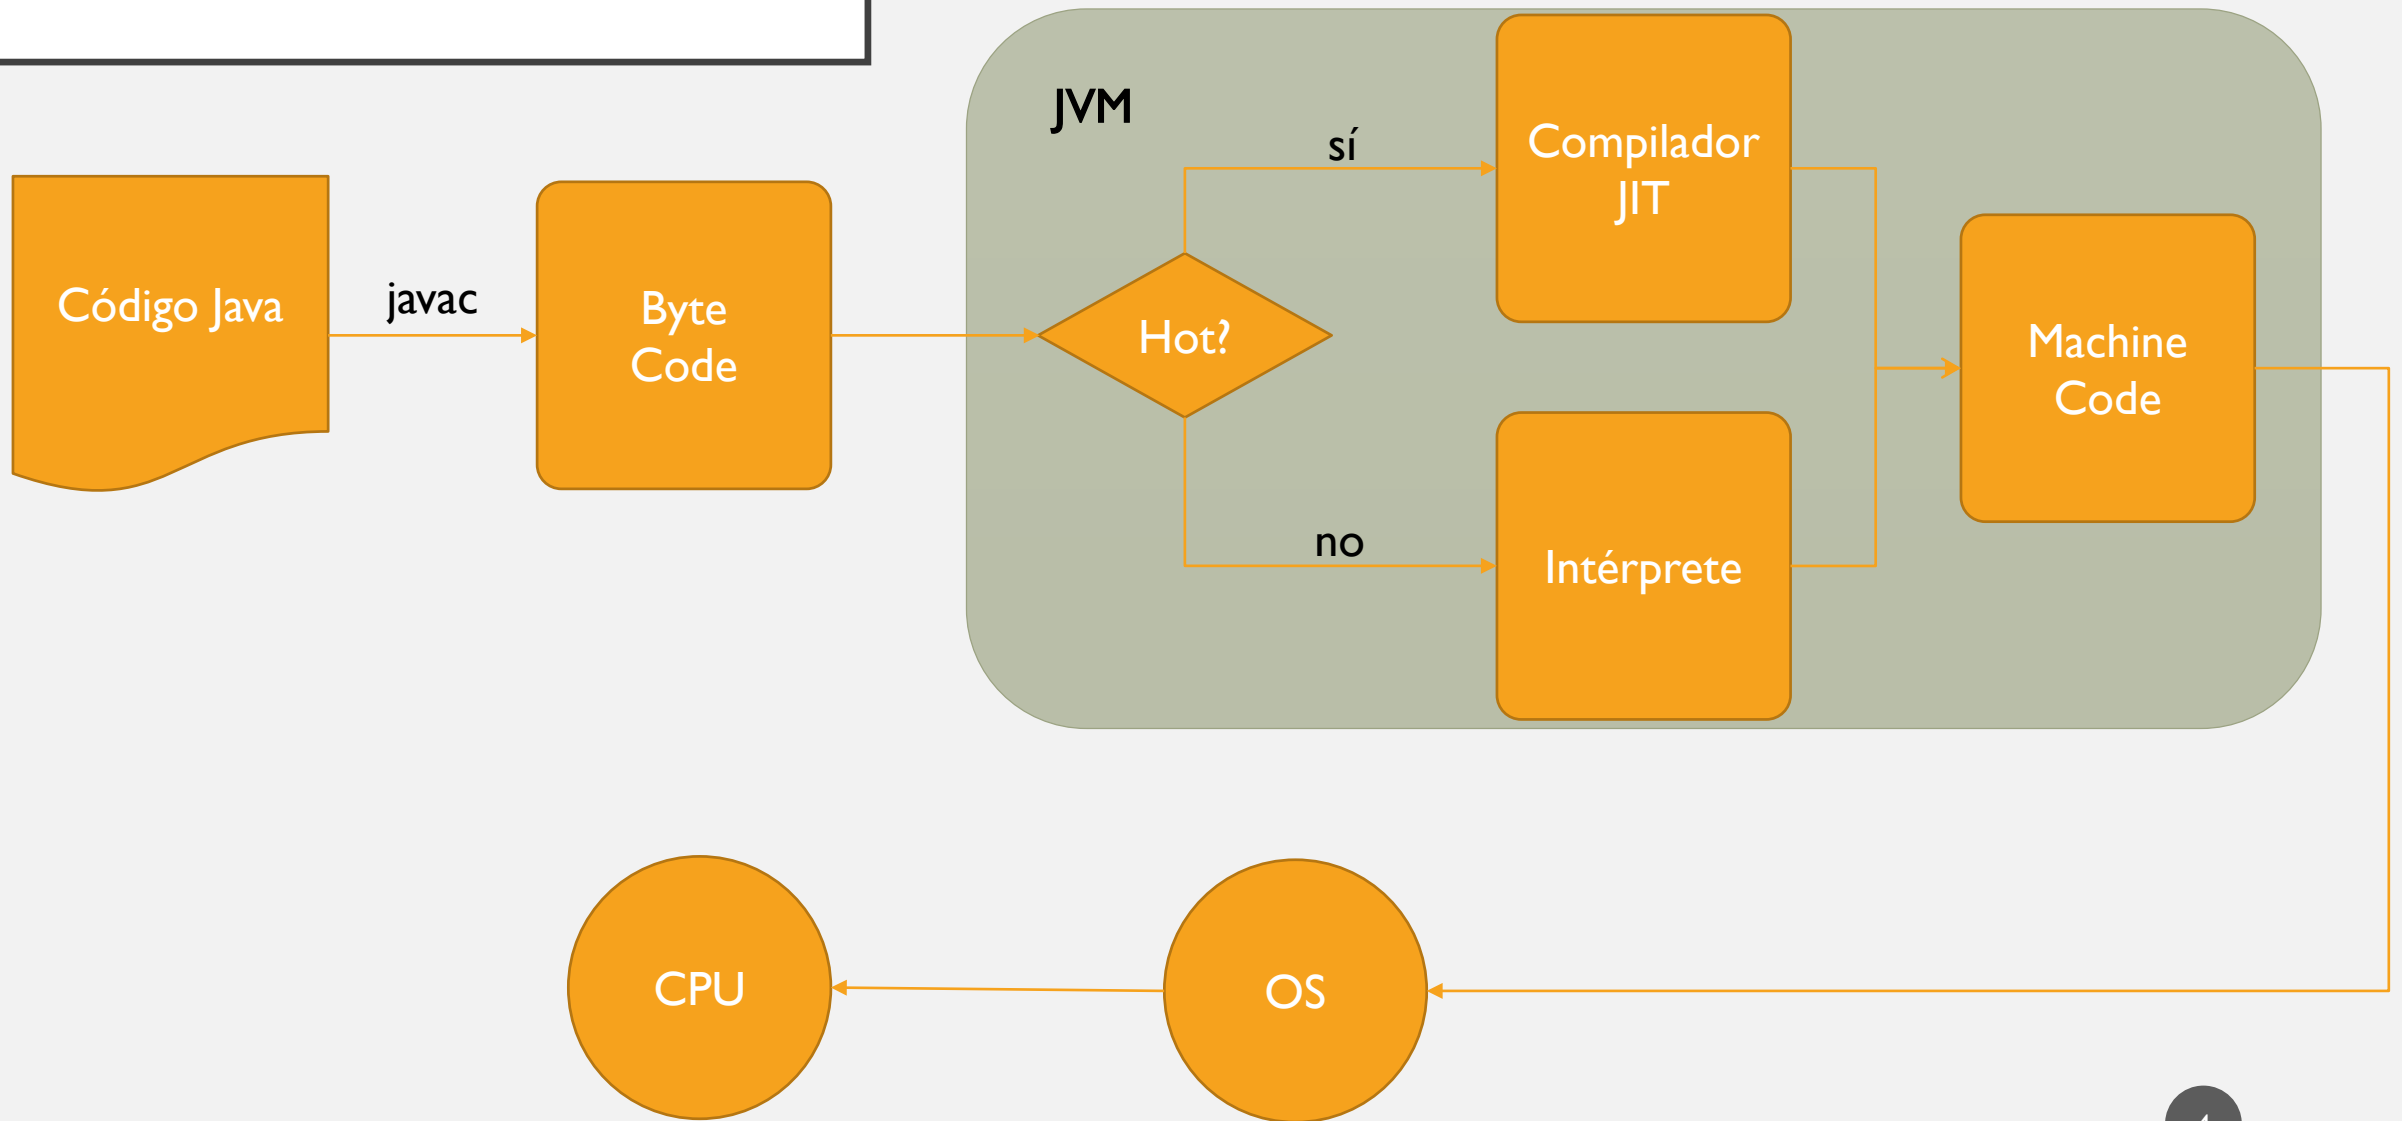 JVM
sí
Compilador
JIT
Código Java
javac
Byte
Code
Hot?
Machine
Code
no
Intérprete
CPU
OS